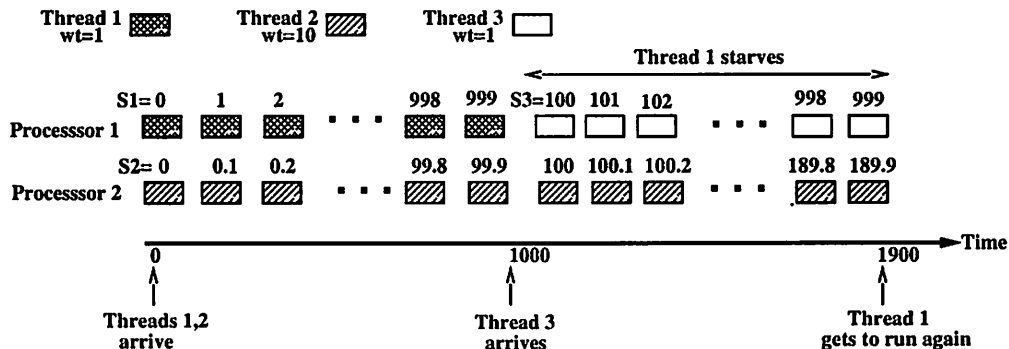 Thread 1 Thread 2 Thread 3
wt=1 wt=10 wt=1
Thread 1 starves
S1= 0 1 2 998 999 S3=100 101 102 998 999
Processsor 1
S2= 0 0.1 0.2 99.8 99.9 100 100.1 100.2 189.8 189.9
Processsor 2
Time
0 1000 1900
Threads 1,2 Thread 3 Thread 1
arrive arrives gets to run again